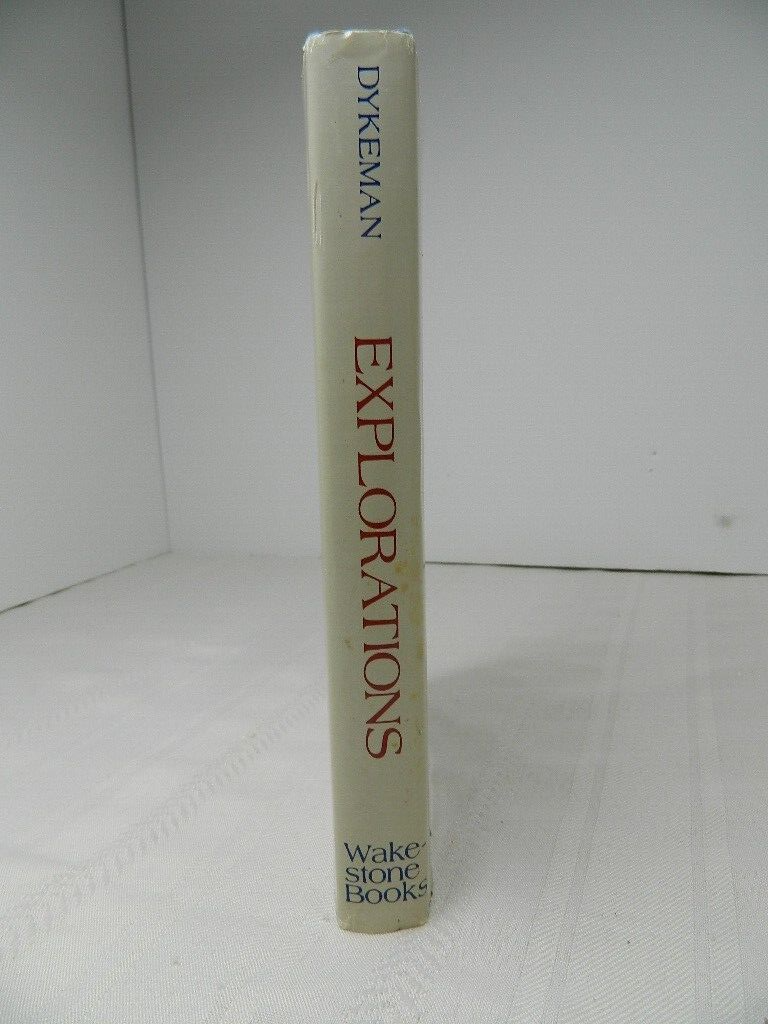 DYKEMAN
EXPLORATIONS
Wake-
stone
Books